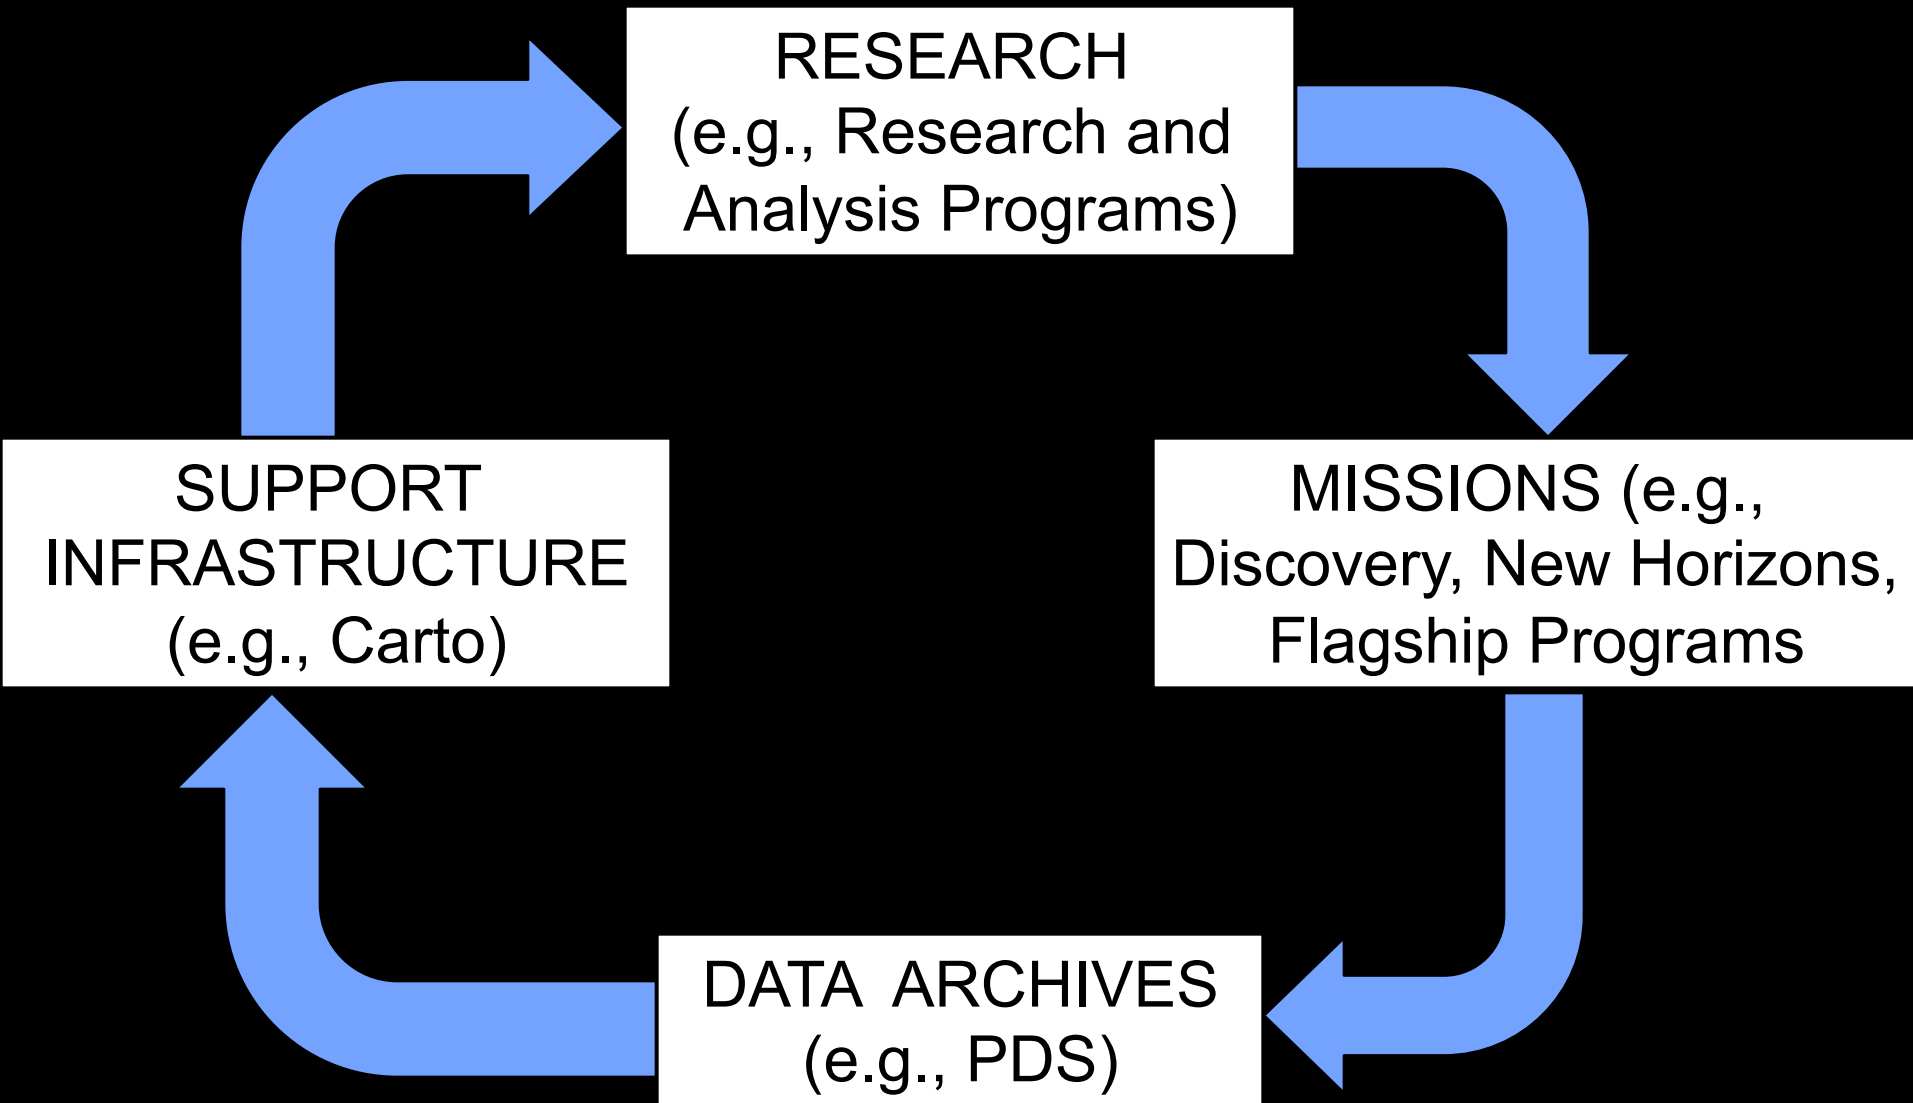 RESEARCH
(e.g., Research and
Analysis Programs)
SUPPORT
INFRASTRUCTURE
(e.g., Carto)
MISSIONS (e.g.,
Discovery, New Horizons,
Flagship Programs
DATA ARCHIVES
(e.g., PDS)